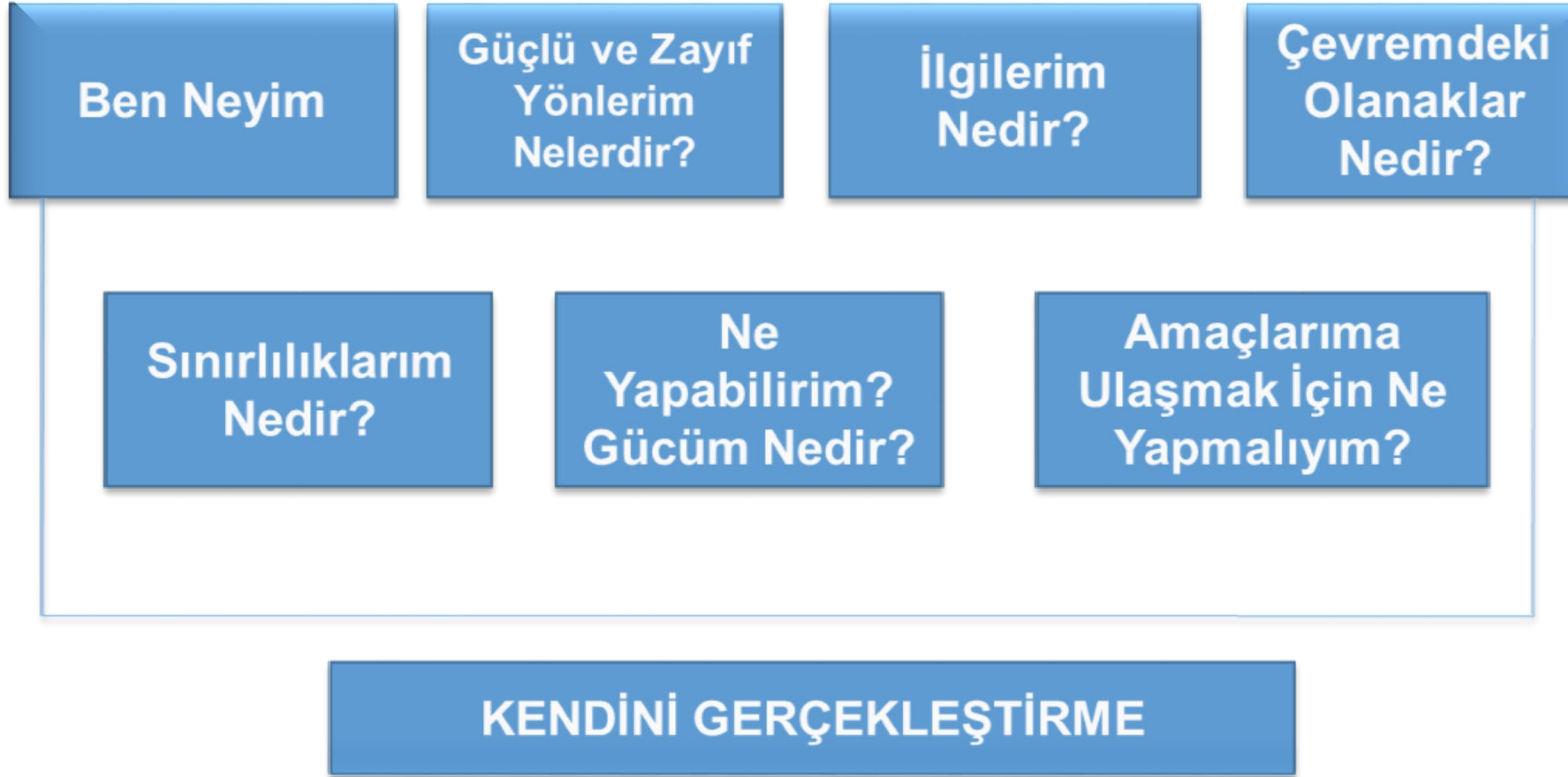 Ben Neyim
Güçlü ve Zayıf
Yönlerim
Nelerdir?
İlgilerim
Nedir?
Çevremdeki
Olanaklar
Nedir?
Sınırlılıklarım
Nedir?
Ne
Yapabilirim?
Gücüm Nedir?
Amaçlarıma
Ulaşmak İçin Ne
Yapmalıyım?
KENDİNİ GERÇEKLEŞTİRME